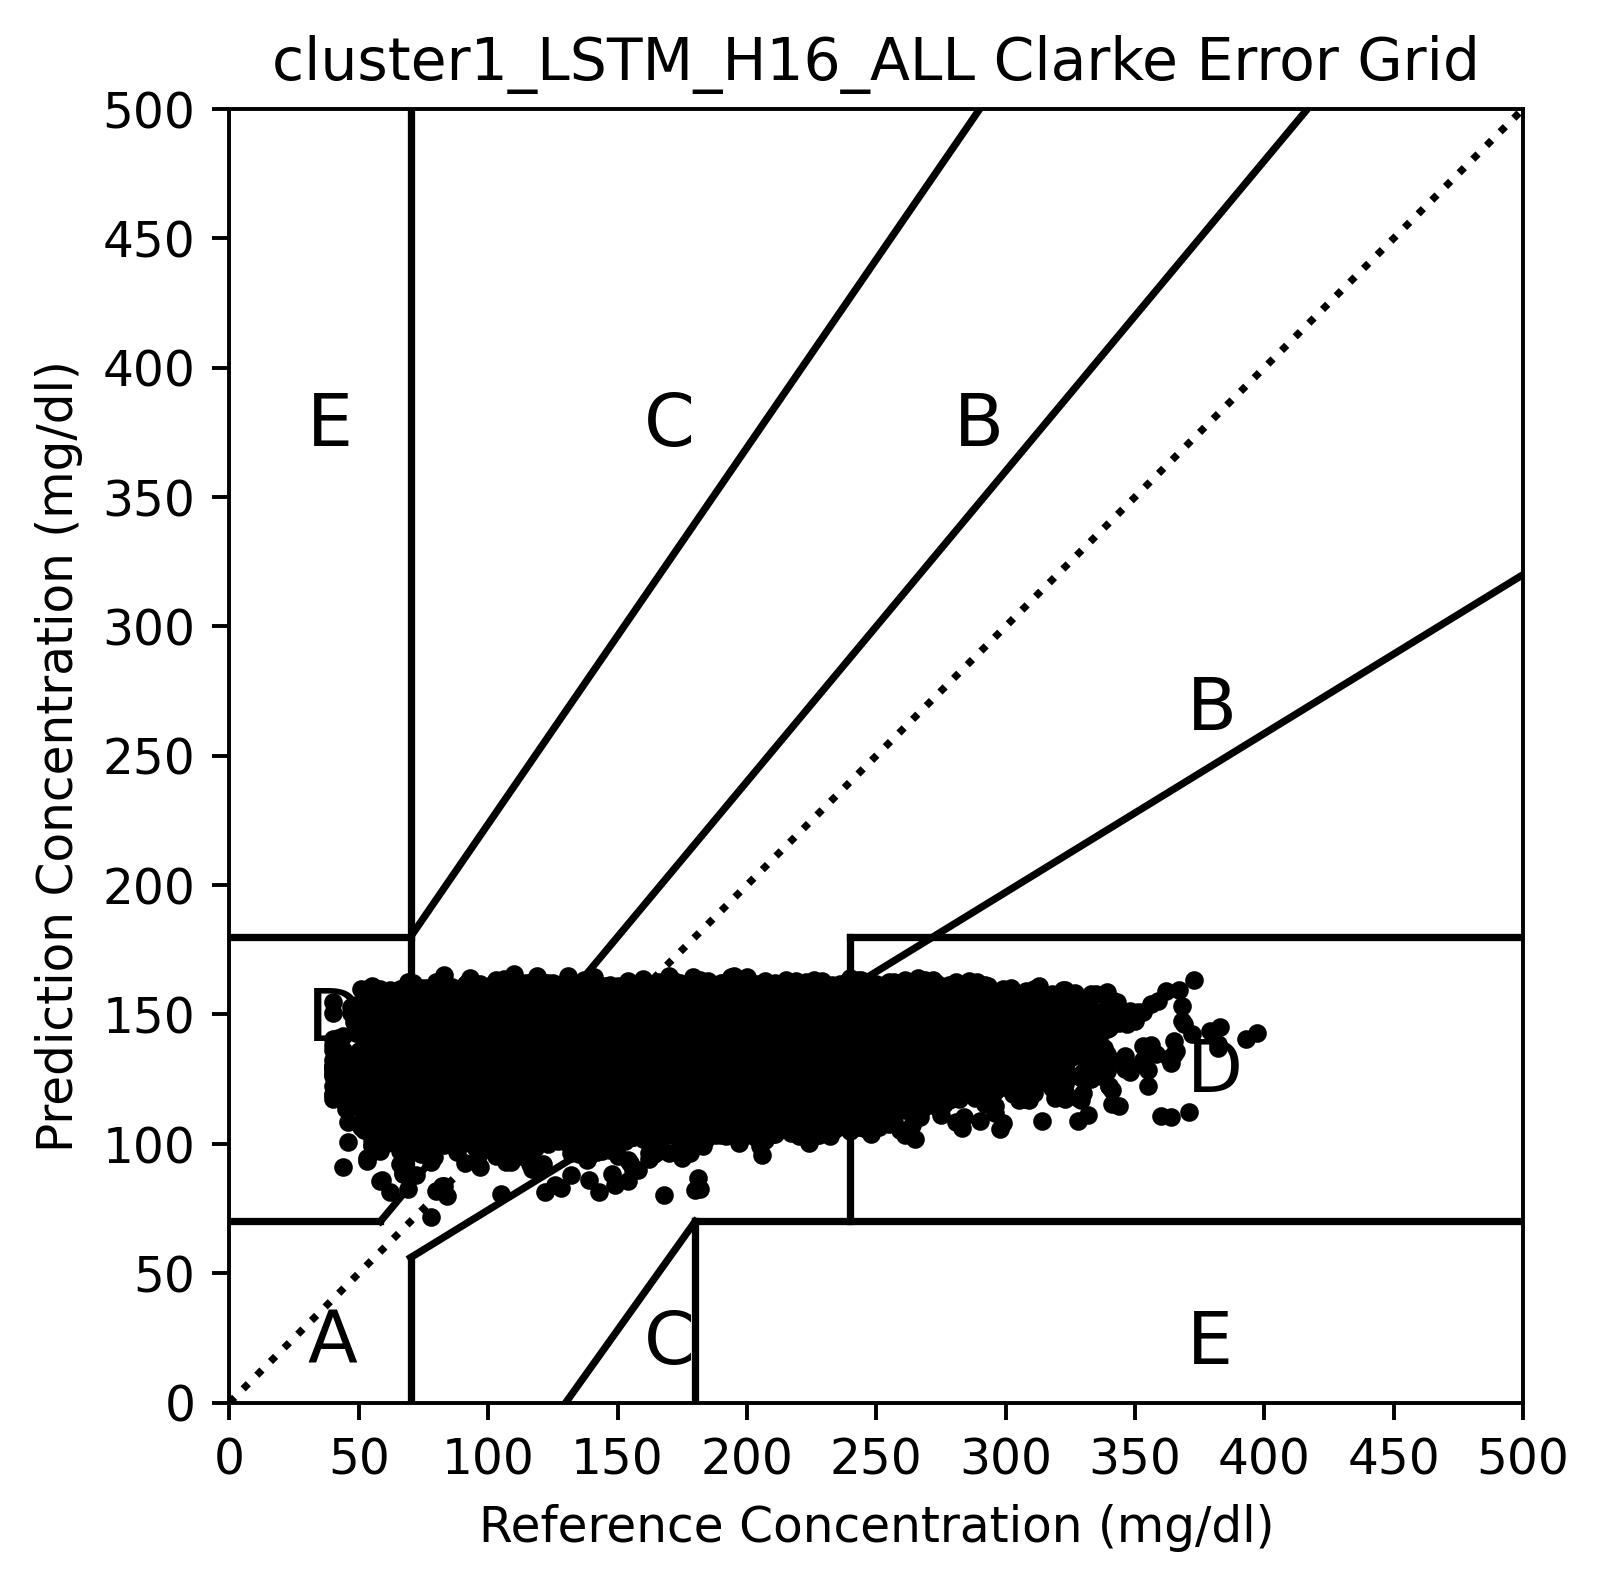 cluster1_LSTM_H16_ALL Clarke Error Grid
500
450
400
350
300
250
200
150
100
50
0
Prediction Concentration (mg/dl)
E
C
B
B
D
D
A
C
E
0 50 100 150 200 250 300 350 400 450 500
Reference Concentration (mg/dl)